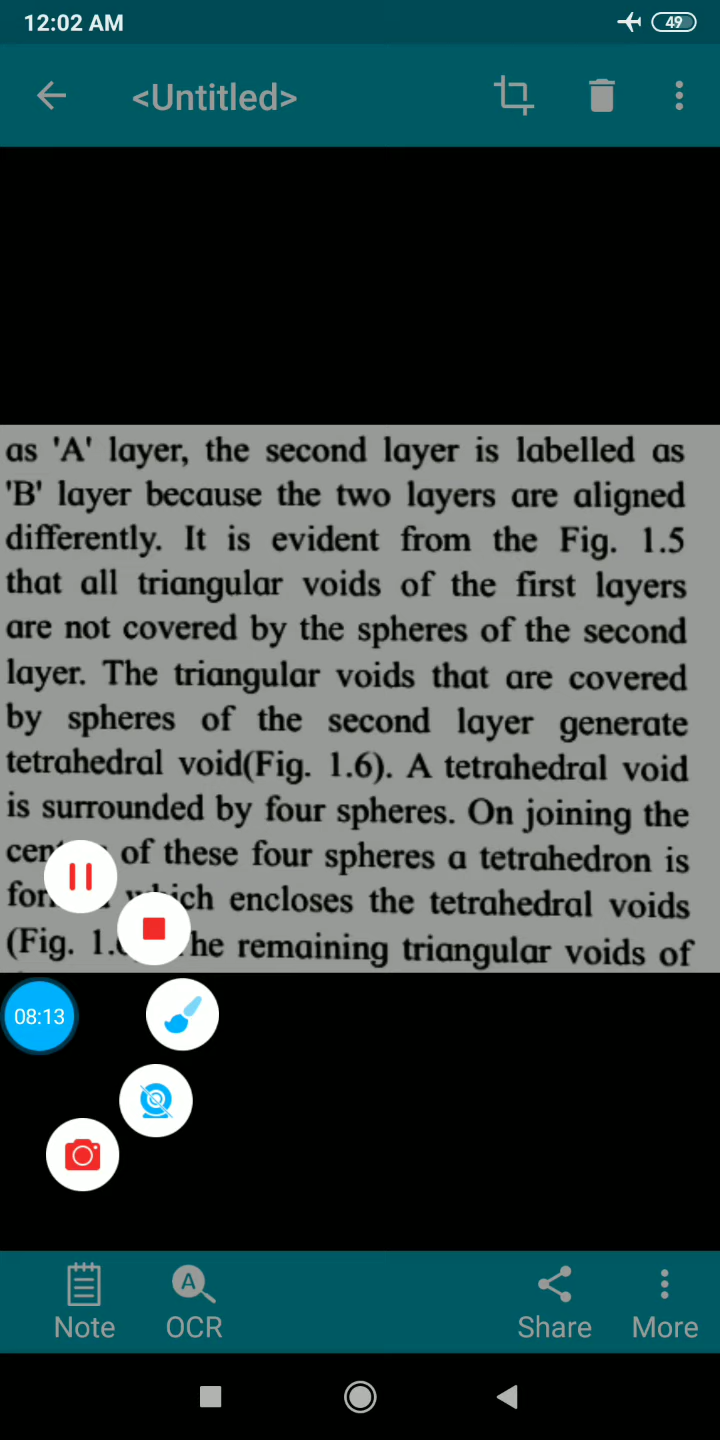 12:02 AM
49
<Untitled>
as 'A' layer, the second layer is labelled as
'B' layer because the two layers are aligned
differently. It is evident from the Fig. 1.5
that all triangular voids of the first layers
are not covered by the spheres of the second
layer. The triangular voids that are covered
by spheres of the second layer generate
tetrahedral void(Fig. 1.6). A tetrahedral void
is surrounded by four spheres. On joining the
of these four spheres a tetrahedron is
which encloses the tetrahedral voids
(Fig. he remaining triangular voids of
08:13
A
Note
OCR
Share
More